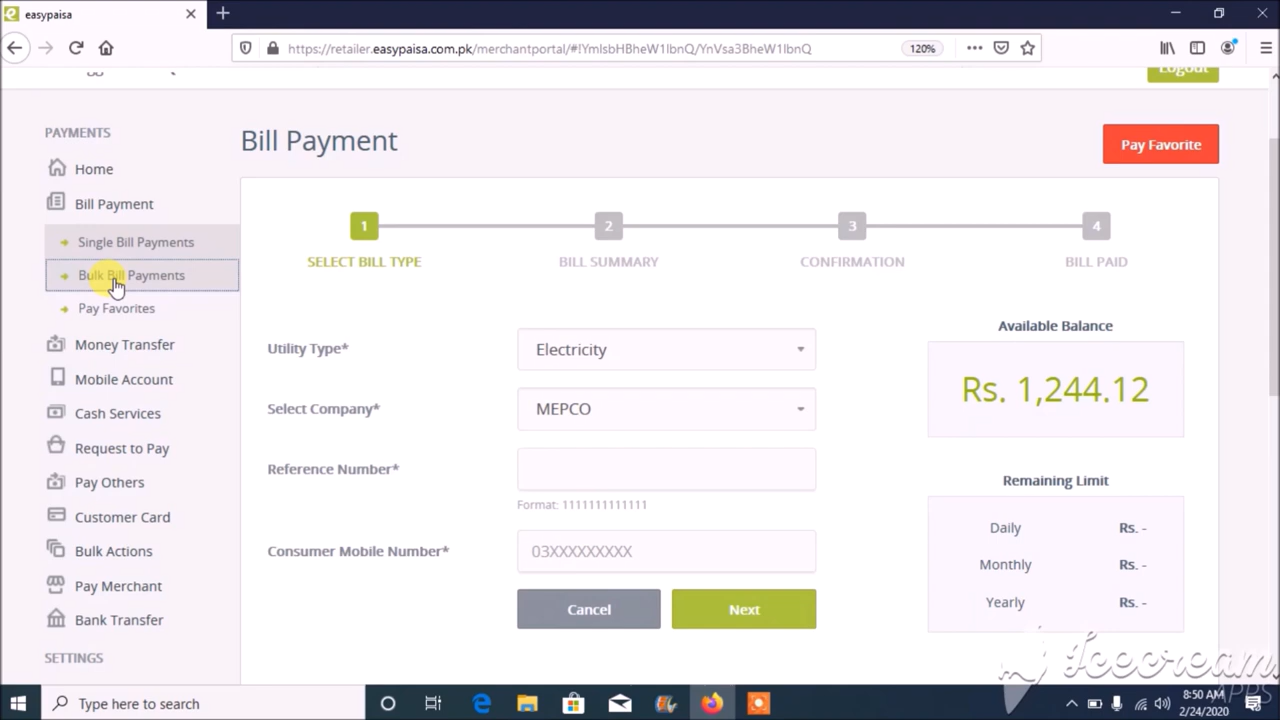 easypaisa
https://retailer.easypaisa.com.pk/merchantportal/#!YmlsbHBheW1lbnQ/YnVsa3BheW1lbnQ
120%
Logout
PAYMENTS
Home
Bill Payment
Single Bill Payments
Bulk Bill Payments
Pay Favorites
Money Transfer
Mobile Account
Cash Services
Request to Pay
Pay Others
Customer Card
Bulk Actions
Pay Merchant
Bank Transfer
SETTINGS
Bill Payment
Pay Favorite
1 2 3 4
SELECT BILL TYPE BILL SUMMARY CONFIRMATION BILL PAID
Utility Type* Electricity
Select Company* MEPCO
Reference Number*
Format: 11111111111111
Consumer Mobile Number* 03XXXXXXXXX
Cancel Next
Available Balance
Rs. 1,244.12
Remaining Limit
Daily Rs. -
Monthly Rs. -
Yearly Rs. -
Icecream
APPS
Type here to search
8:50 AM
2/24/2020